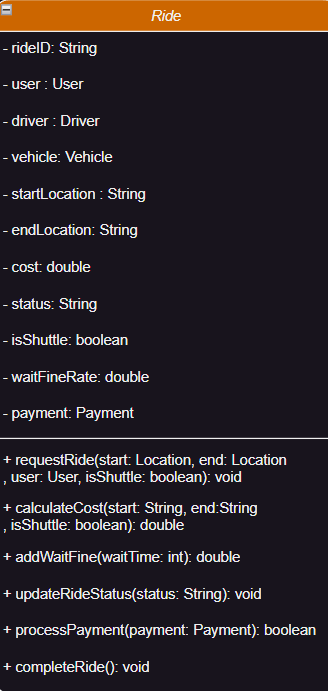 Ride
- rideID: String
- user : User
- driver : Driver
- vehicle: Vehicle
- startLocation : String
- endLocation: String
- cost: double
- status: String
- isShuttle: boolean
- waitFineRate: double
- payment: Payment
+ requestRide(start: Location, end: Location
, user: User, isShuttle: boolean): void
+ calculateCost(start: String, end:String
, isShuttle: boolean): double
+ addWaitFine(waitTime: int): double
+ updateRideStatus(status: String): void
+ processPayment(payment: Payment): boolean
+ completeRide(): void